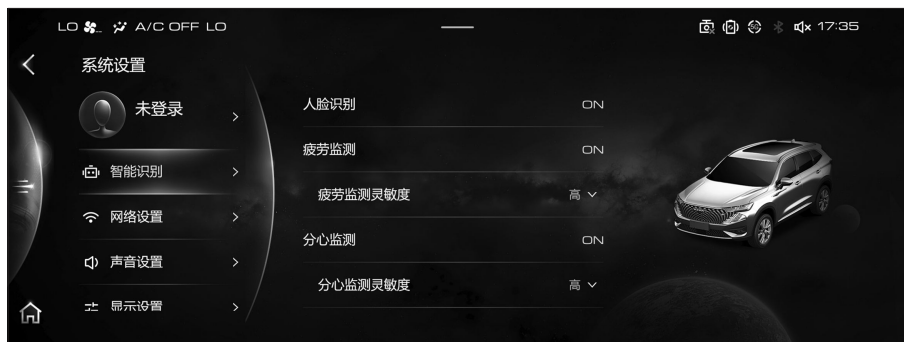 LO A/C OFF LO
17:35
系统设置
未登录
智能识别
网络设置
声音设置
显示设置
人脸识别 ON
疲劳监测 ON
疲劳监测灵敏度 高
分心监测 ON
分心监测灵敏度 高